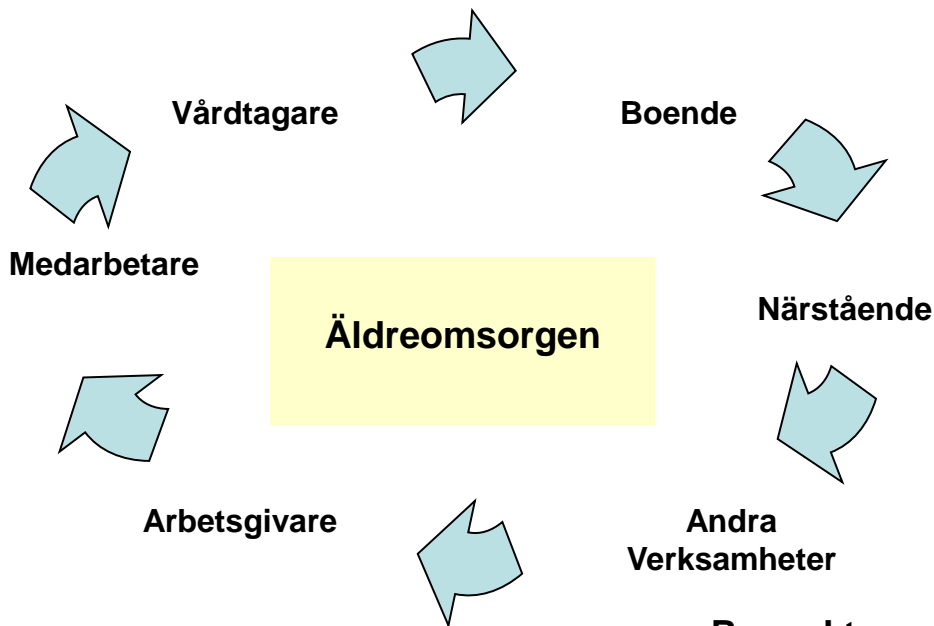 Vårdtagare
Boende
Medarbetare
Närstående
Äldreomsorgen
Arbetsgivare
Andra
Verksamheter